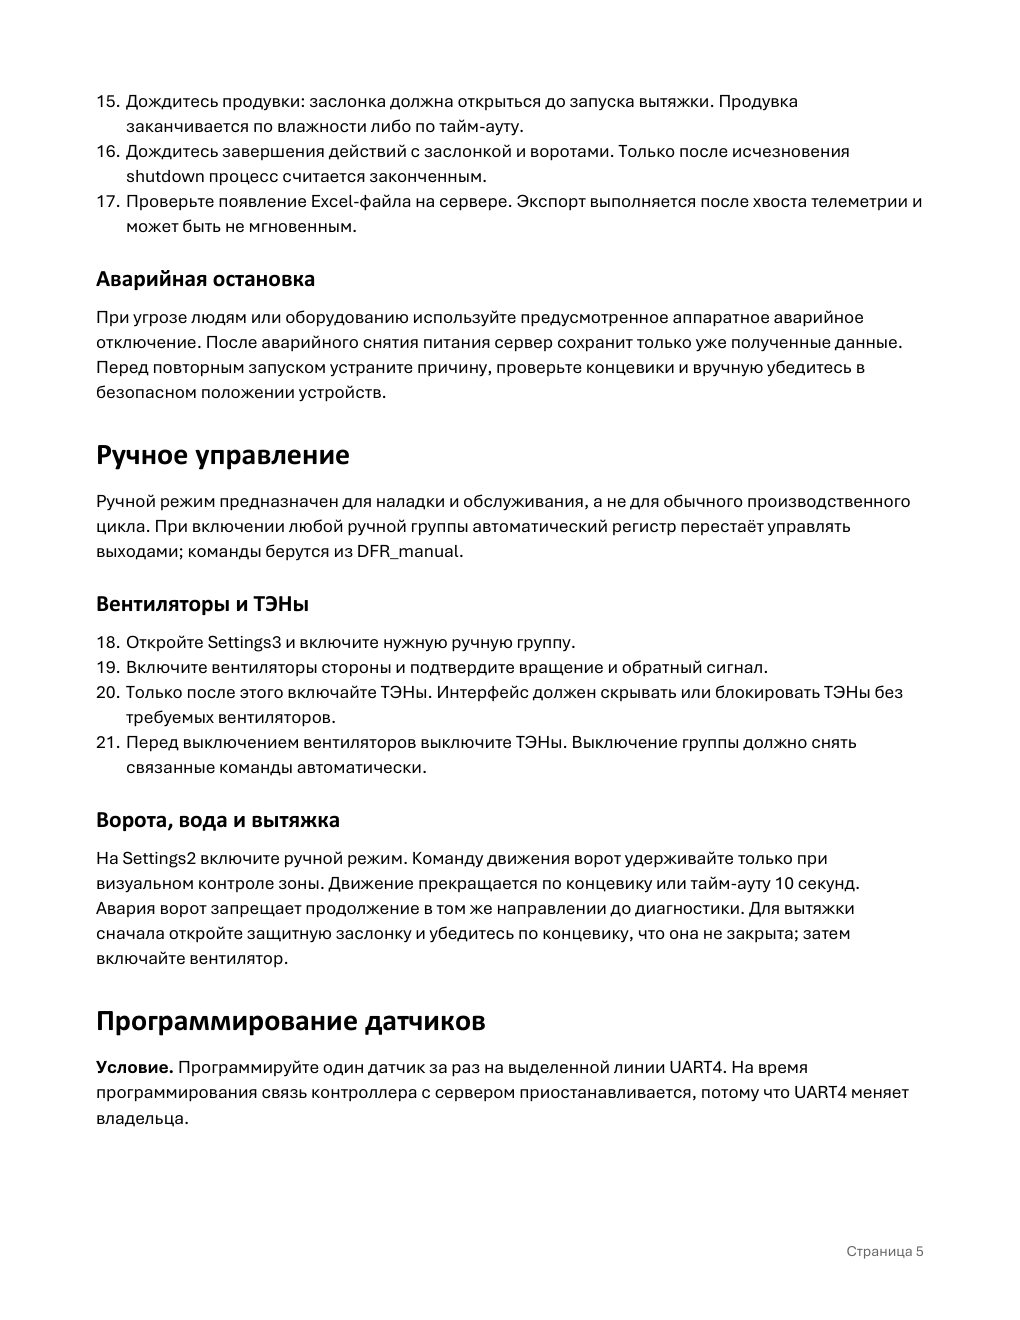 15. Дождитесь продувки: заслонка должна открыться до запуска вытяжки. Продувка
заканчивается по влажности либо по тайм-ауту.
16. Дождитесь завершения действий с заслонкой и воротами. Только после исчезновения
shutdown процесс считается законченным.
17. Проверьте появление Excel-файла на сервере. Экспорт выполняется после хвоста телеметрии и
может быть не мгновенным.
Аварийная остановка
При угрозе людям или оборудованию используйте предусмотренное аппаратное аварийное
отключение. После аварийного снятия питания сервер сохранит только уже полученные данные.
Перед повторным запуском устраните причину, проверьте концевики и вручную убедитесь в
безопасном положении устройств.
Ручное управление
Ручной режим предназначен для наладки и обслуживания, а не для обычного производственного
цикла. При включении любой ручной группы автоматический регистр перестаёт управлять
выходами; команды берутся из DFR_manual.
Вентиляторы и ТЭНы
18. Откройте Settings3 и включите нужную ручную группу.
19. Включите вентиляторы стороны и подтвердите вращение и обратный сигнал.
20. Только после этого включайте ТЭНы. Интерфейс должен скрывать или блокировать ТЭНы без
требуемых вентиляторов.
21. Перед выключением вентиляторов выключите ТЭНы. Выключение группы должно снять
связанные команды автоматически.
Ворота, вода и вытяжка
На Settings2 включите ручной режим. Команду движения ворот удерживайте только при
визуальном контроле зоны. Движение прекращается по концевику или тайм-ауту 10 секунд.
Авария ворот запрещает продолжение в том же направлении до диагностики. Для вытяжки
сначала откройте защитную заслонку и убедитесь по концевику, что она не закрыта; затем
включайте вентилятор.
Программирование датчиков
Условие. Программируйте один датчик за раз на выделенной линии UART4. На время
программирования связь контроллера с сервером приостанавливается, потому что UART4 меняет
владельца.
Страница 5